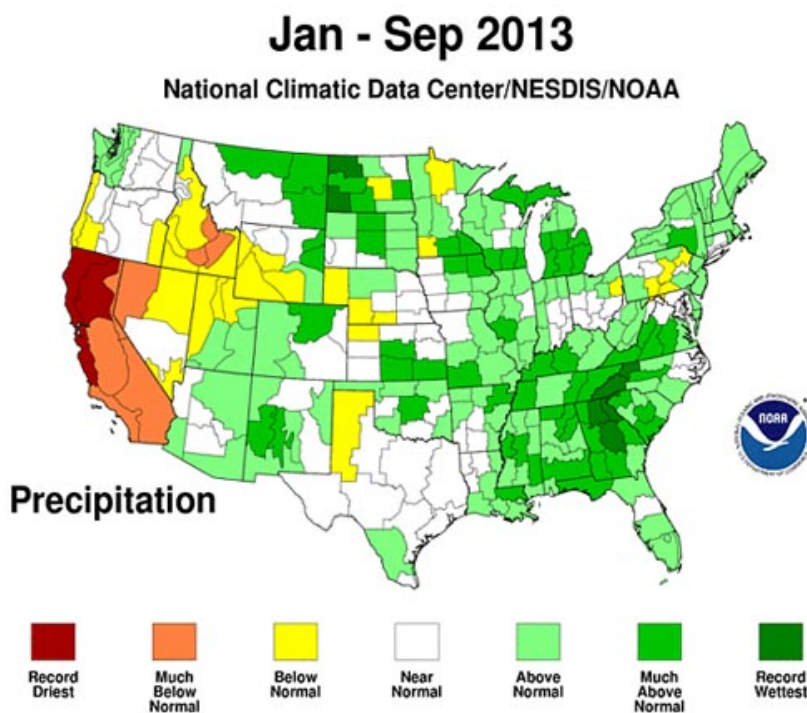 Jan - Sep 2013
National Climatic Data Center/NESDIS/NOAA
NOAA
Precipitation
Record
Driest
Much
Below
Normal
Below
Normal
Near
Normal
Above
Normal
Much
Above
Normal
Record
Wettest